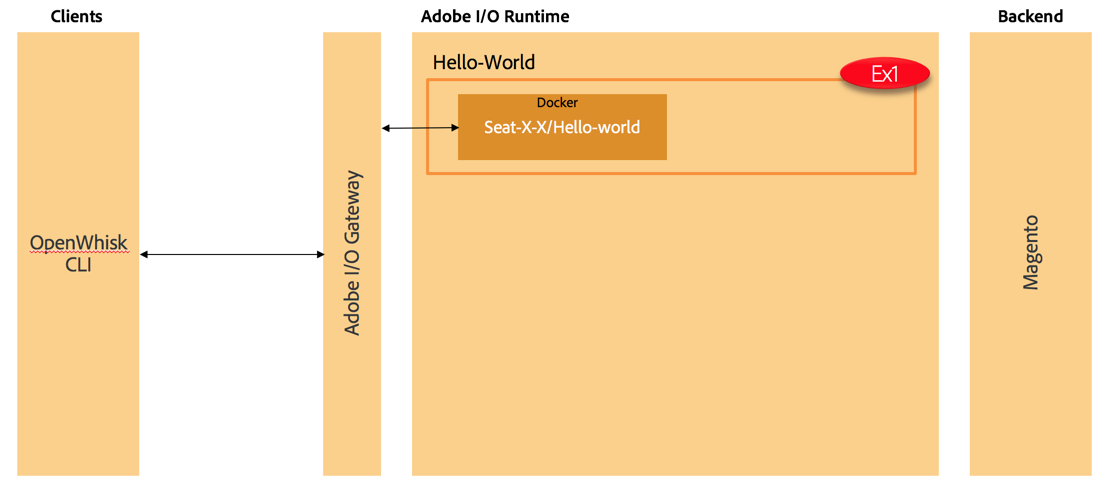 Clients
Adobe I/O Runtime
Backend
Hello-World
Ex1
Docker
Seat-X-X/Hello-world
OpenWhisk
CLI
Adobe I/O Gateway
Magento